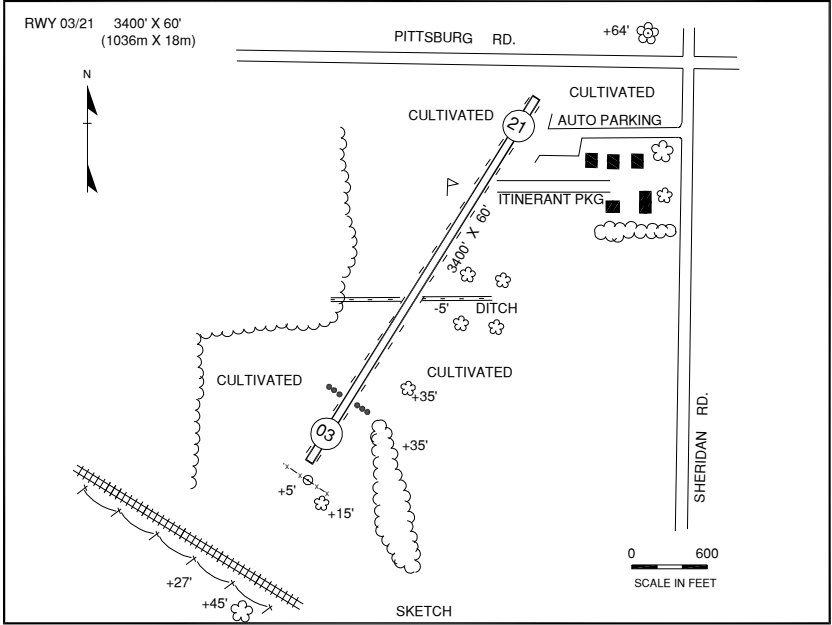 RWY 03/21 3400' X 60'
(1036m X 18m)
PITTSBURG RD.
+64'
N
CULTIVATED
CULTIVATED
21
AUTO PARKING
ITINERANT PKG
3400' X 60'
-5' DITCH
CULTIVATED
CULTIVATED
+35'
SHERIDAN RD.
03
+35'
+5'
+15'
0 600
SCALE IN FEET
+27'
+45'
SKETCH